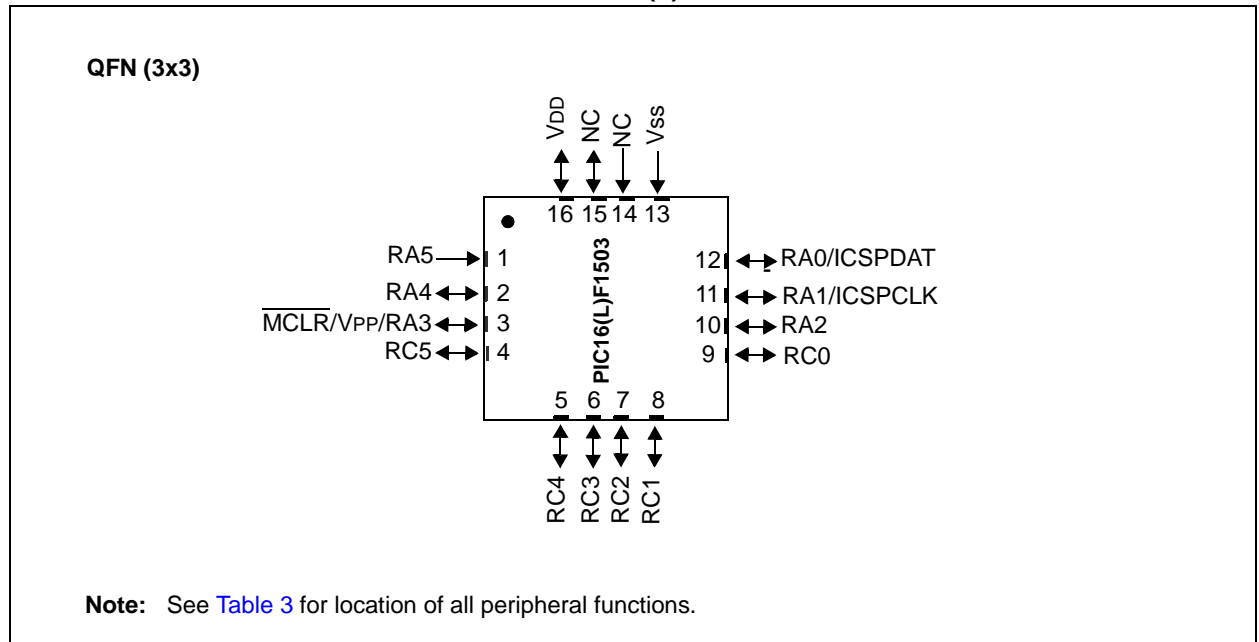 QFN (3x3)
VDD
NC
NC
Vss
16 15 14 13
RA5 1
RA4 2
MCLR/VPP/RA3 3
RC5 4
PIC16(L)F1503
12 RA0/ICSPDAT
11 RA1/ICSPCLK
10 RA2
9 RC0
5 6 7 8
RC4
RC3
RC2
RC1
Note: See Table 3 for location of all peripheral functions.